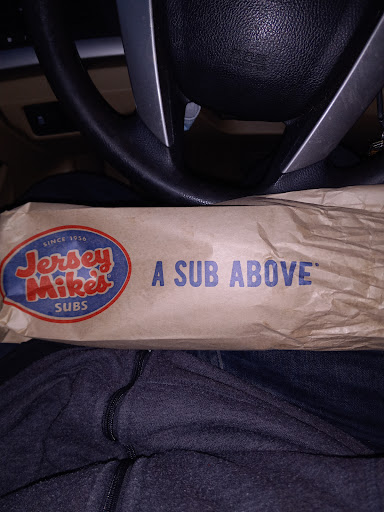 SINCE 1956
Jersey
Mike's
SUBS
A SUB ABOVE®